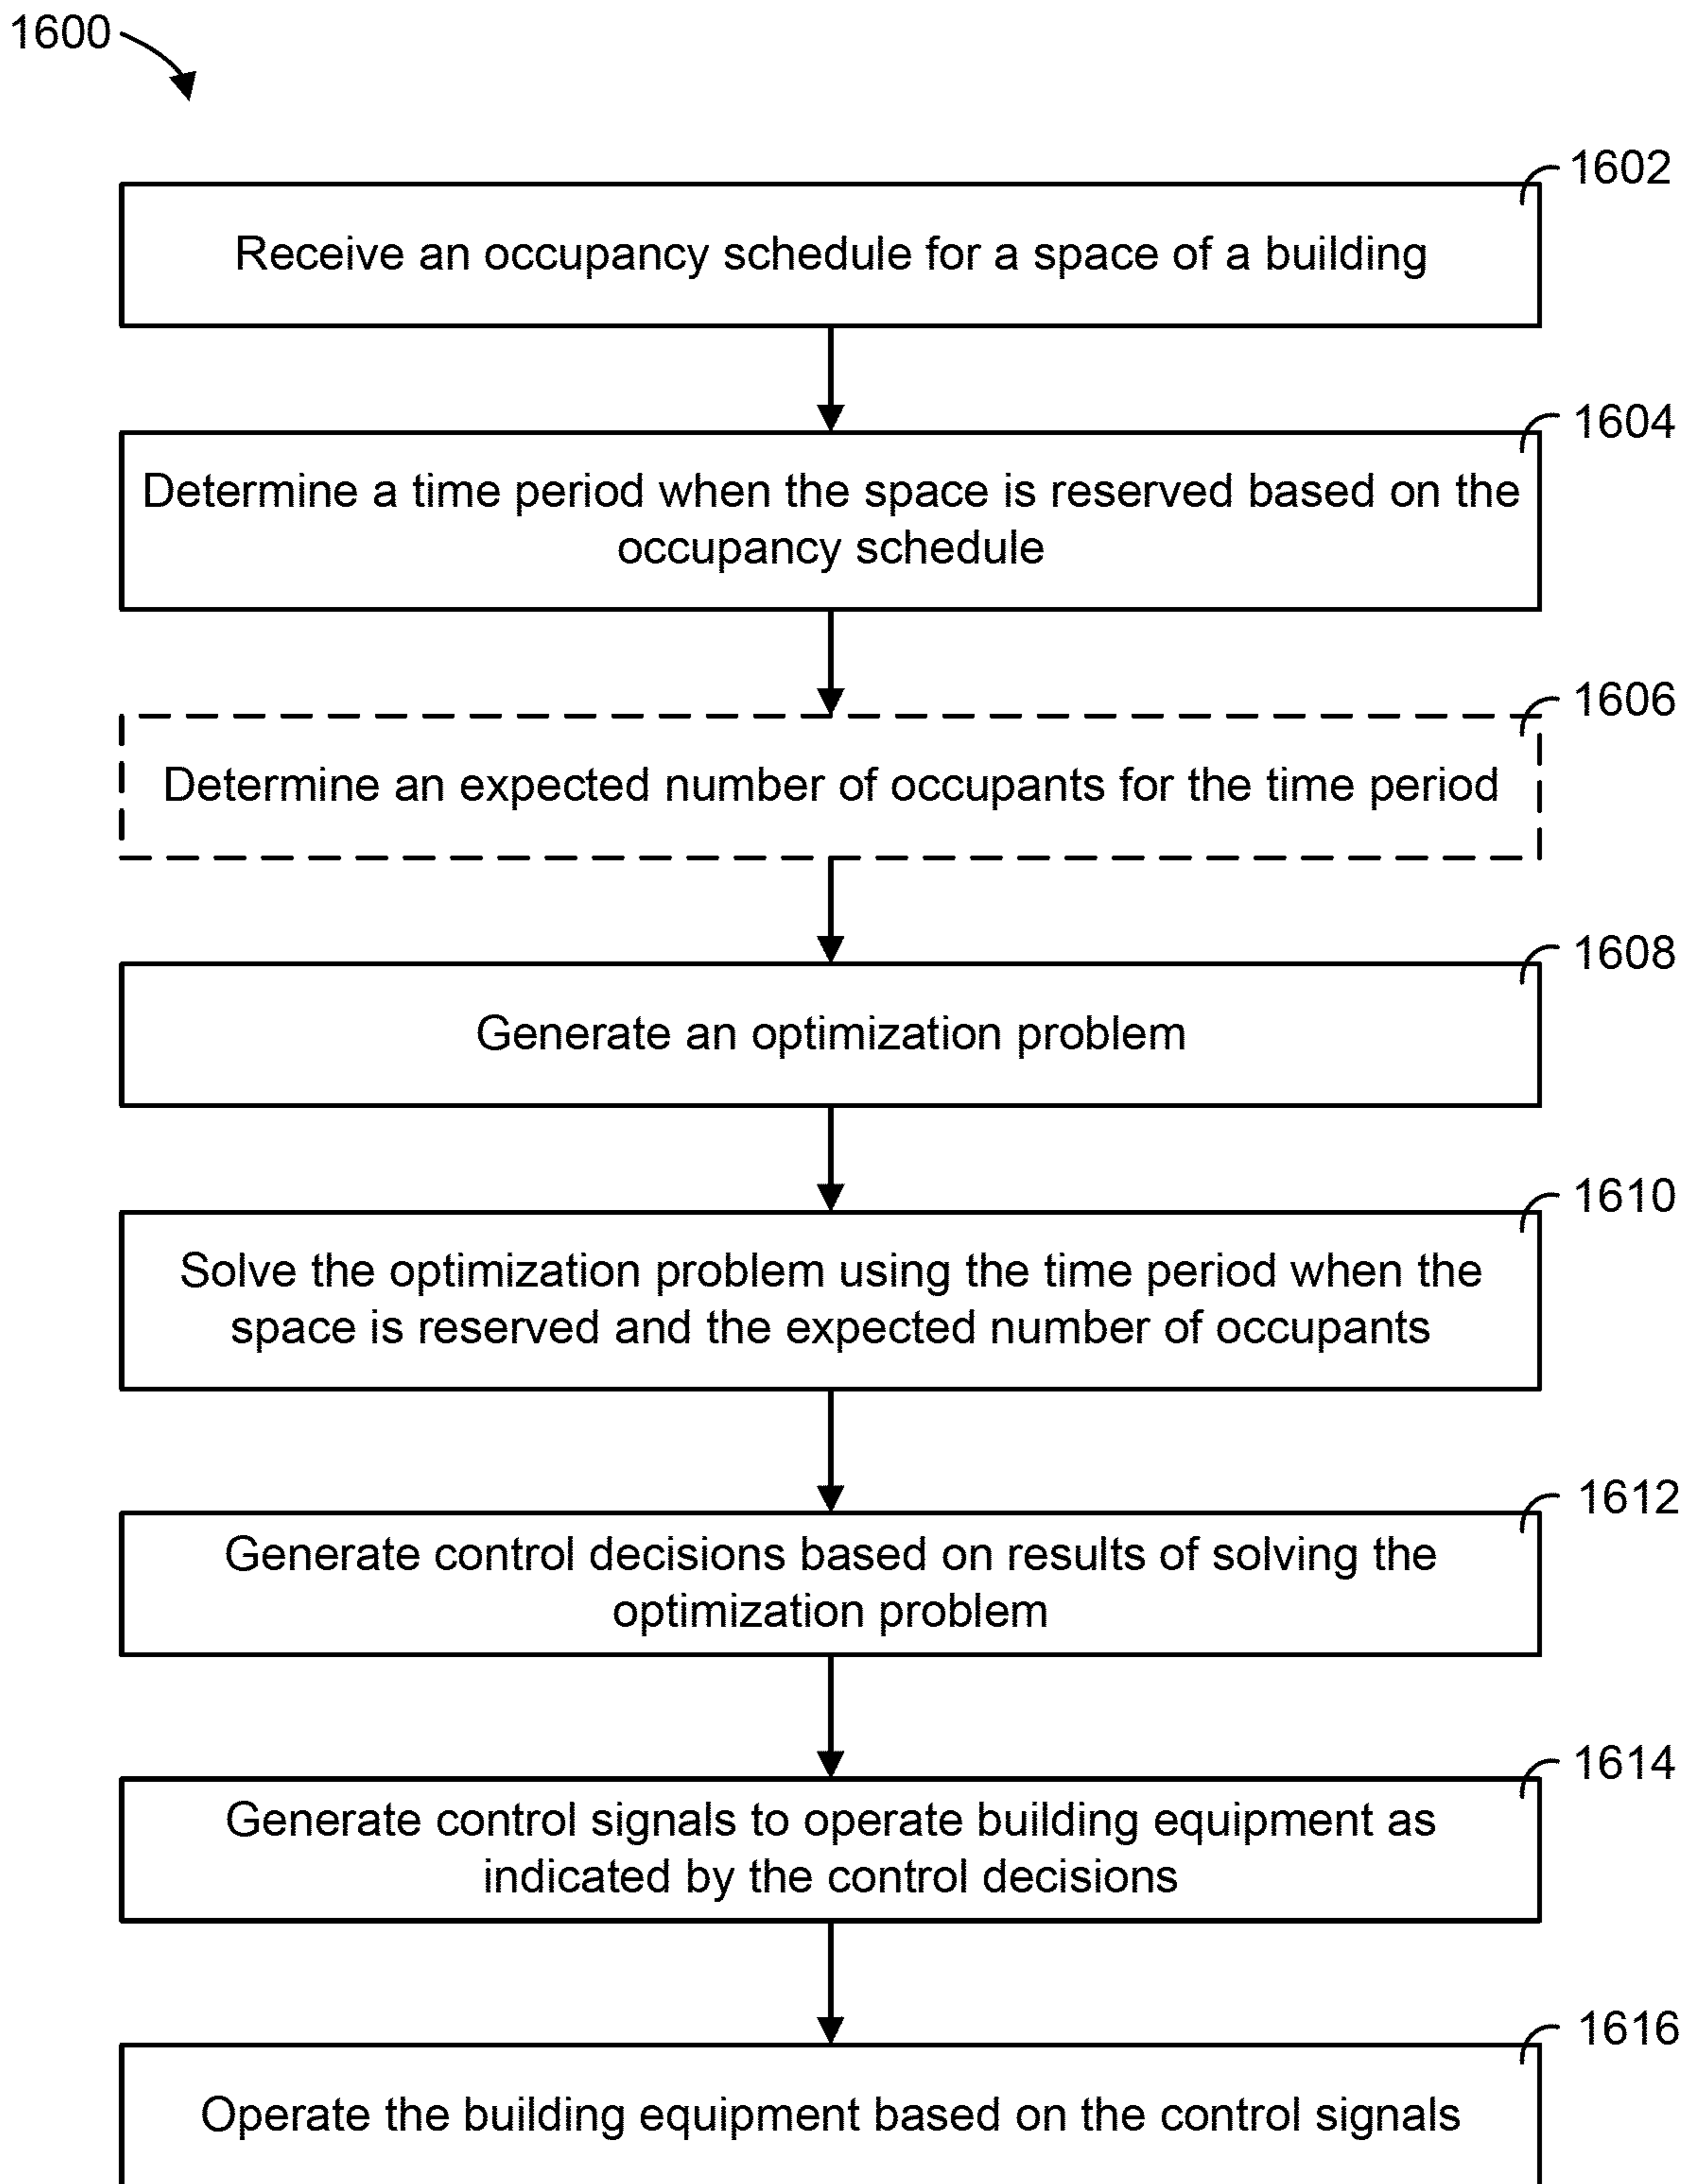 1600
1602
Receive an occupancy schedule for a space of a building
1604
Determine a time period when the space is reserved based on the
occupancy schedule
1606
Determine an expected number of occupants for the time period
1608
Generate an optimization problem
1610
Solve the optimization problem using the time period when the
space is reserved and the expected number of occupants
1612
Generate control decisions based on results of solving the
optimization problem
1614
Generate control signals to operate building equipment as
indicated by the control decisions
1616
Operate the building equipment based on the control signals